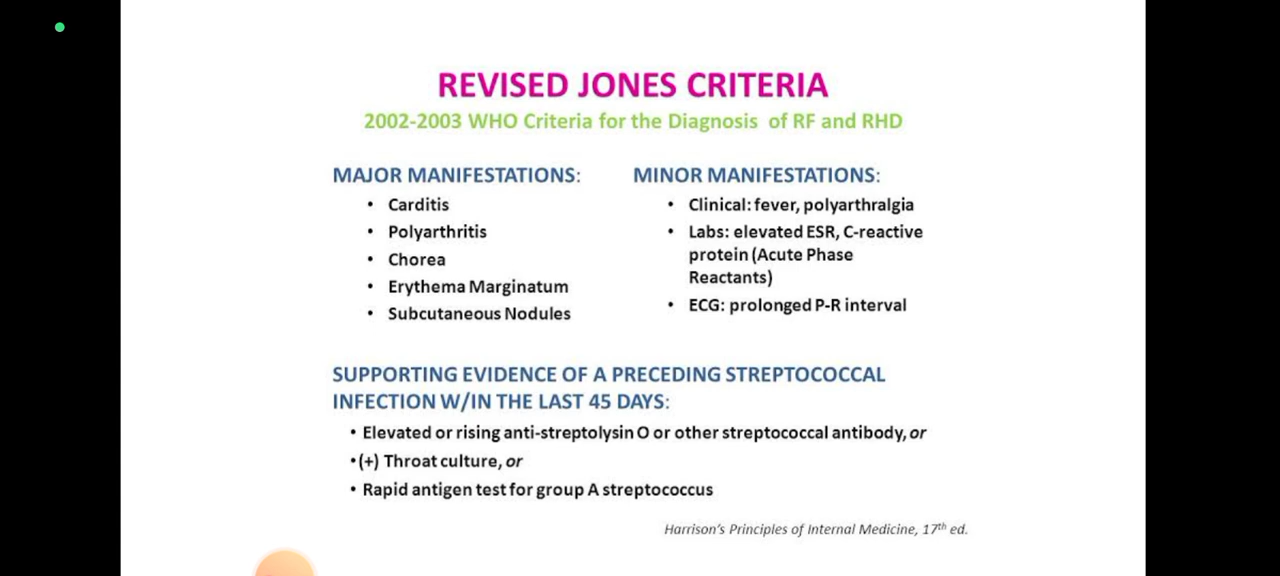 REVISED JONES CRITERIA
2002-2003 WHO Criteria for the Diagnosis of RF and RHD
MAJOR MANIFESTATIONS:
• Carditis
• Polyarthritis
• Chorea
• Erythema Marginatum
• Subcutaneous Nodules
MINOR MANIFESTATIONS:
• Clinical: fever, polyarthralgia
• Labs: elevated ESR, C-reactive
protein (Acute Phase
Reactants)
• ECG: prolonged P-R interval
SUPPORTING EVIDENCE OF A PRECEDING STREPTOCOCCAL
INFECTION W/IN THE LAST 45 DAYS:
• Elevated or rising anti-streptolysin O or other streptococcal antibody, or
• (+) Throat culture, or
• Rapid antigen test for group A streptococcus
Harrison's Principles of Internal Medicine, 17th ed.